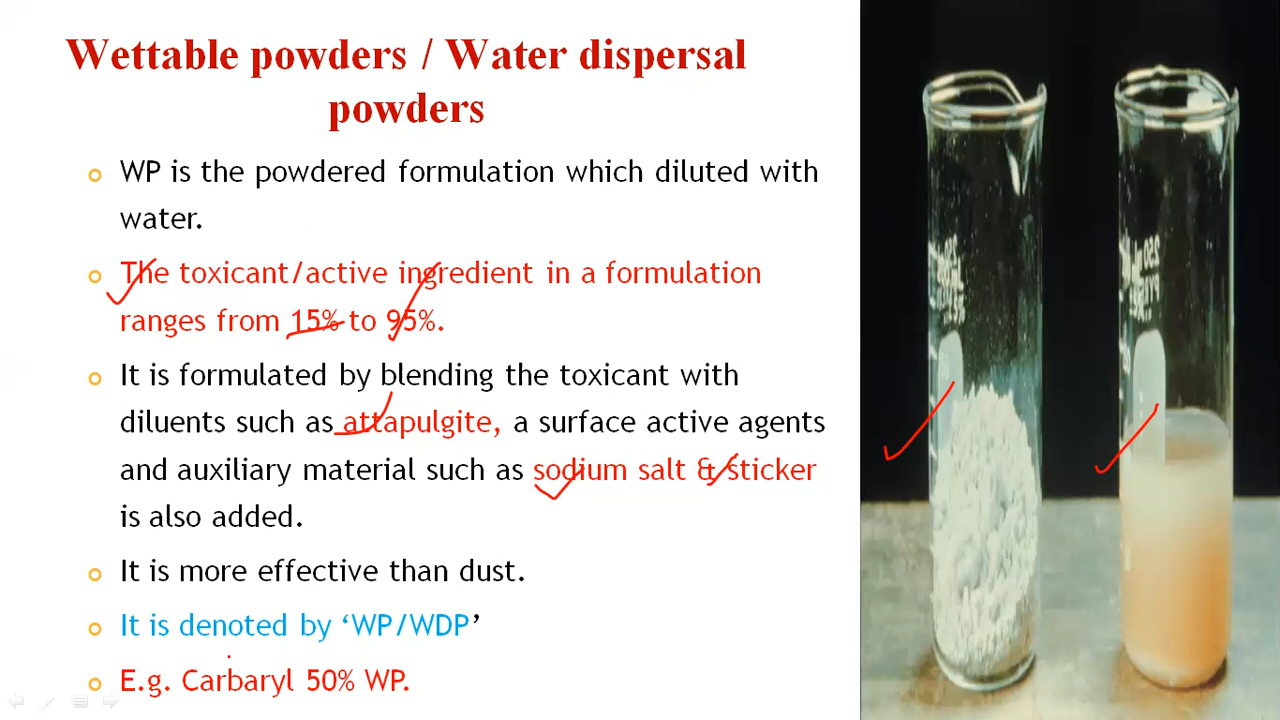 Wettable powders / Water dispersal
powders
WP is the powdered formulation which diluted with
water.
The toxicant/active ingredient in a formulation
ranges from 15% to 95%.
It is formulated by blending the toxicant with
diluents such as attapulgite, a surface active agents
and auxiliary material such as sodium salt & sticker
is also added.
It is more effective than dust.
It is denoted by ‘WP/WDP’
E.g. Carbaryl 50% WP.